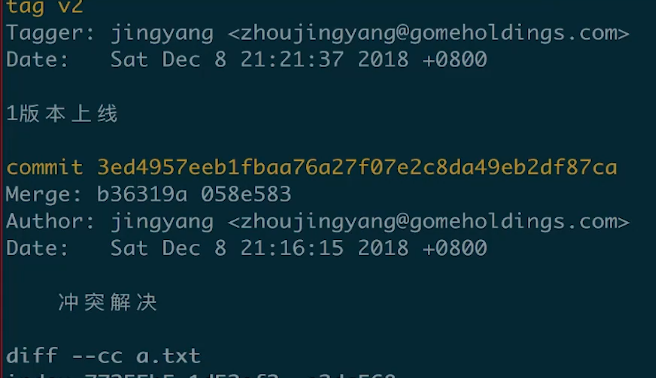 tag v2
Tagger: jingyang <zhoujingyang@gomeholdings.com>
Date:   Sat Dec 8 21:21:37 2018 +0800
1版本上线
commit 3ed4957eeb1fbaa76a27f07e2c8da49eb2df87ca
Merge: b36319a 058e583
Author: jingyang <zhoujingyang@gomeholdings.com>
Date:   Sat Dec 8 21:16:15 2018 +0800
冲突解决
diff --cc a.txt